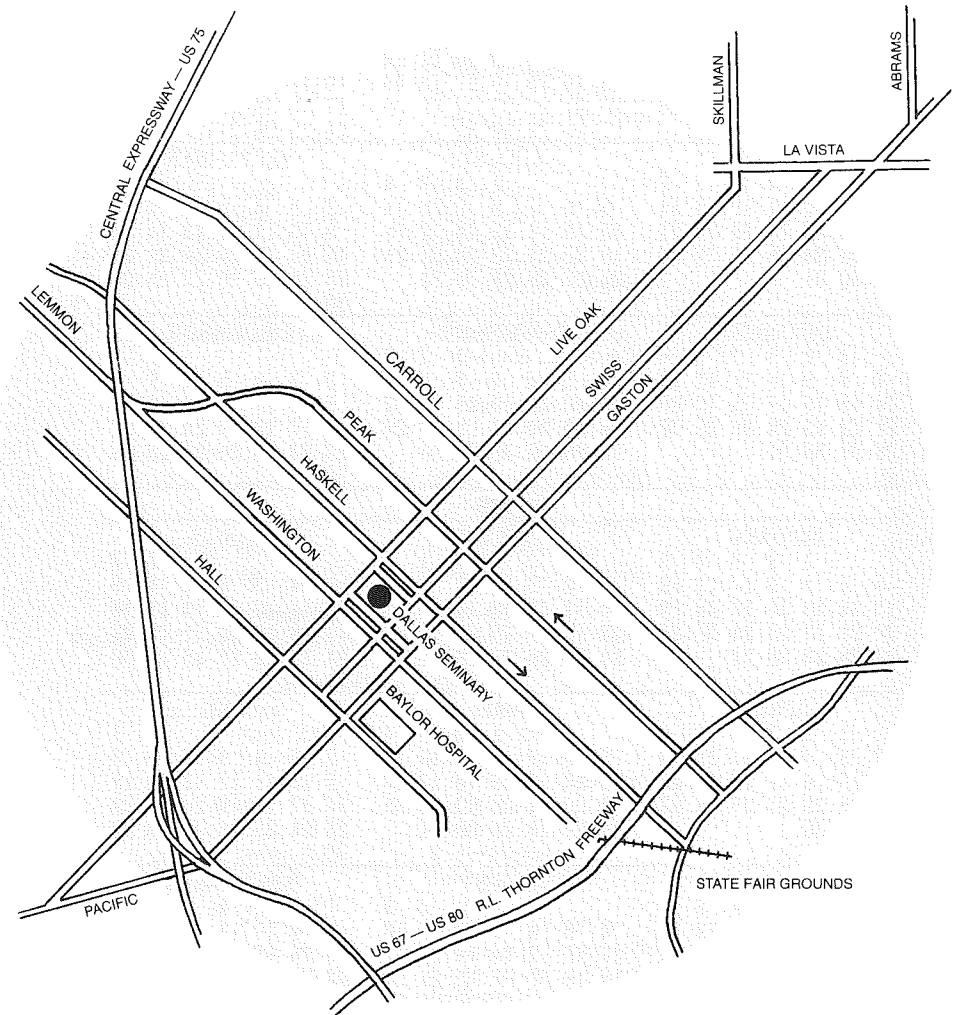 CENTRAL EXPRESSWAY — US 75
SKILLMAN
ABRAMS
LA VISTA
LEMMON
LIVE OAK
CARROLL
SWISS
GASTON
PEAK
HASKELL
WASHINGTON
HALL
DALLAS SEMINARY
BAYLOR HOSPITAL
US 67 — US 80 R.L. THORNTON FREEWAY
STATE FAIR GROUNDS
PACIFIC